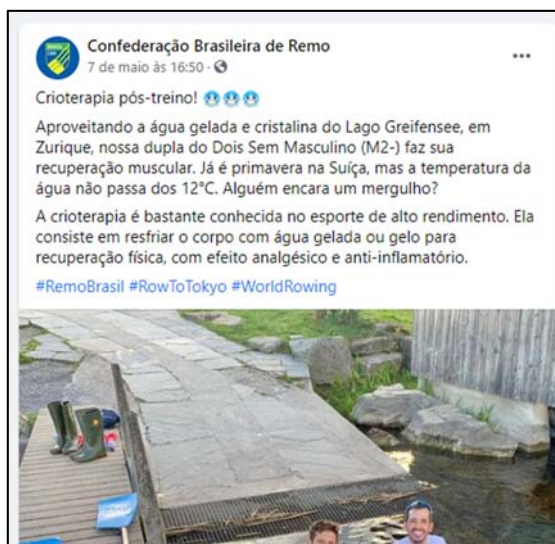 Confederação Brasileira de Remo
7 de maio às 16:50 ·
Crioterapia pós-treino! 🥶🥶🥶
Aproveitando a água gelada e cristalina do Lago Greifensee, em
Zurique, nossa dupla do Dois Sem Masculino (M2-) faz sua
recuperação muscular. Já é primavera na Suíça, mas a temperatura da
água não passa dos 12°C. Alguém encara um mergulho?
A crioterapia é bastante conhecida no esporte de alto rendimento. Ela
consiste em resfriar o corpo com água gelada ou gelo para
recuperação física, com efeito analgésico e anti-inflamatório.
#RemoBrasil #RowToTokyo #WorldRowing